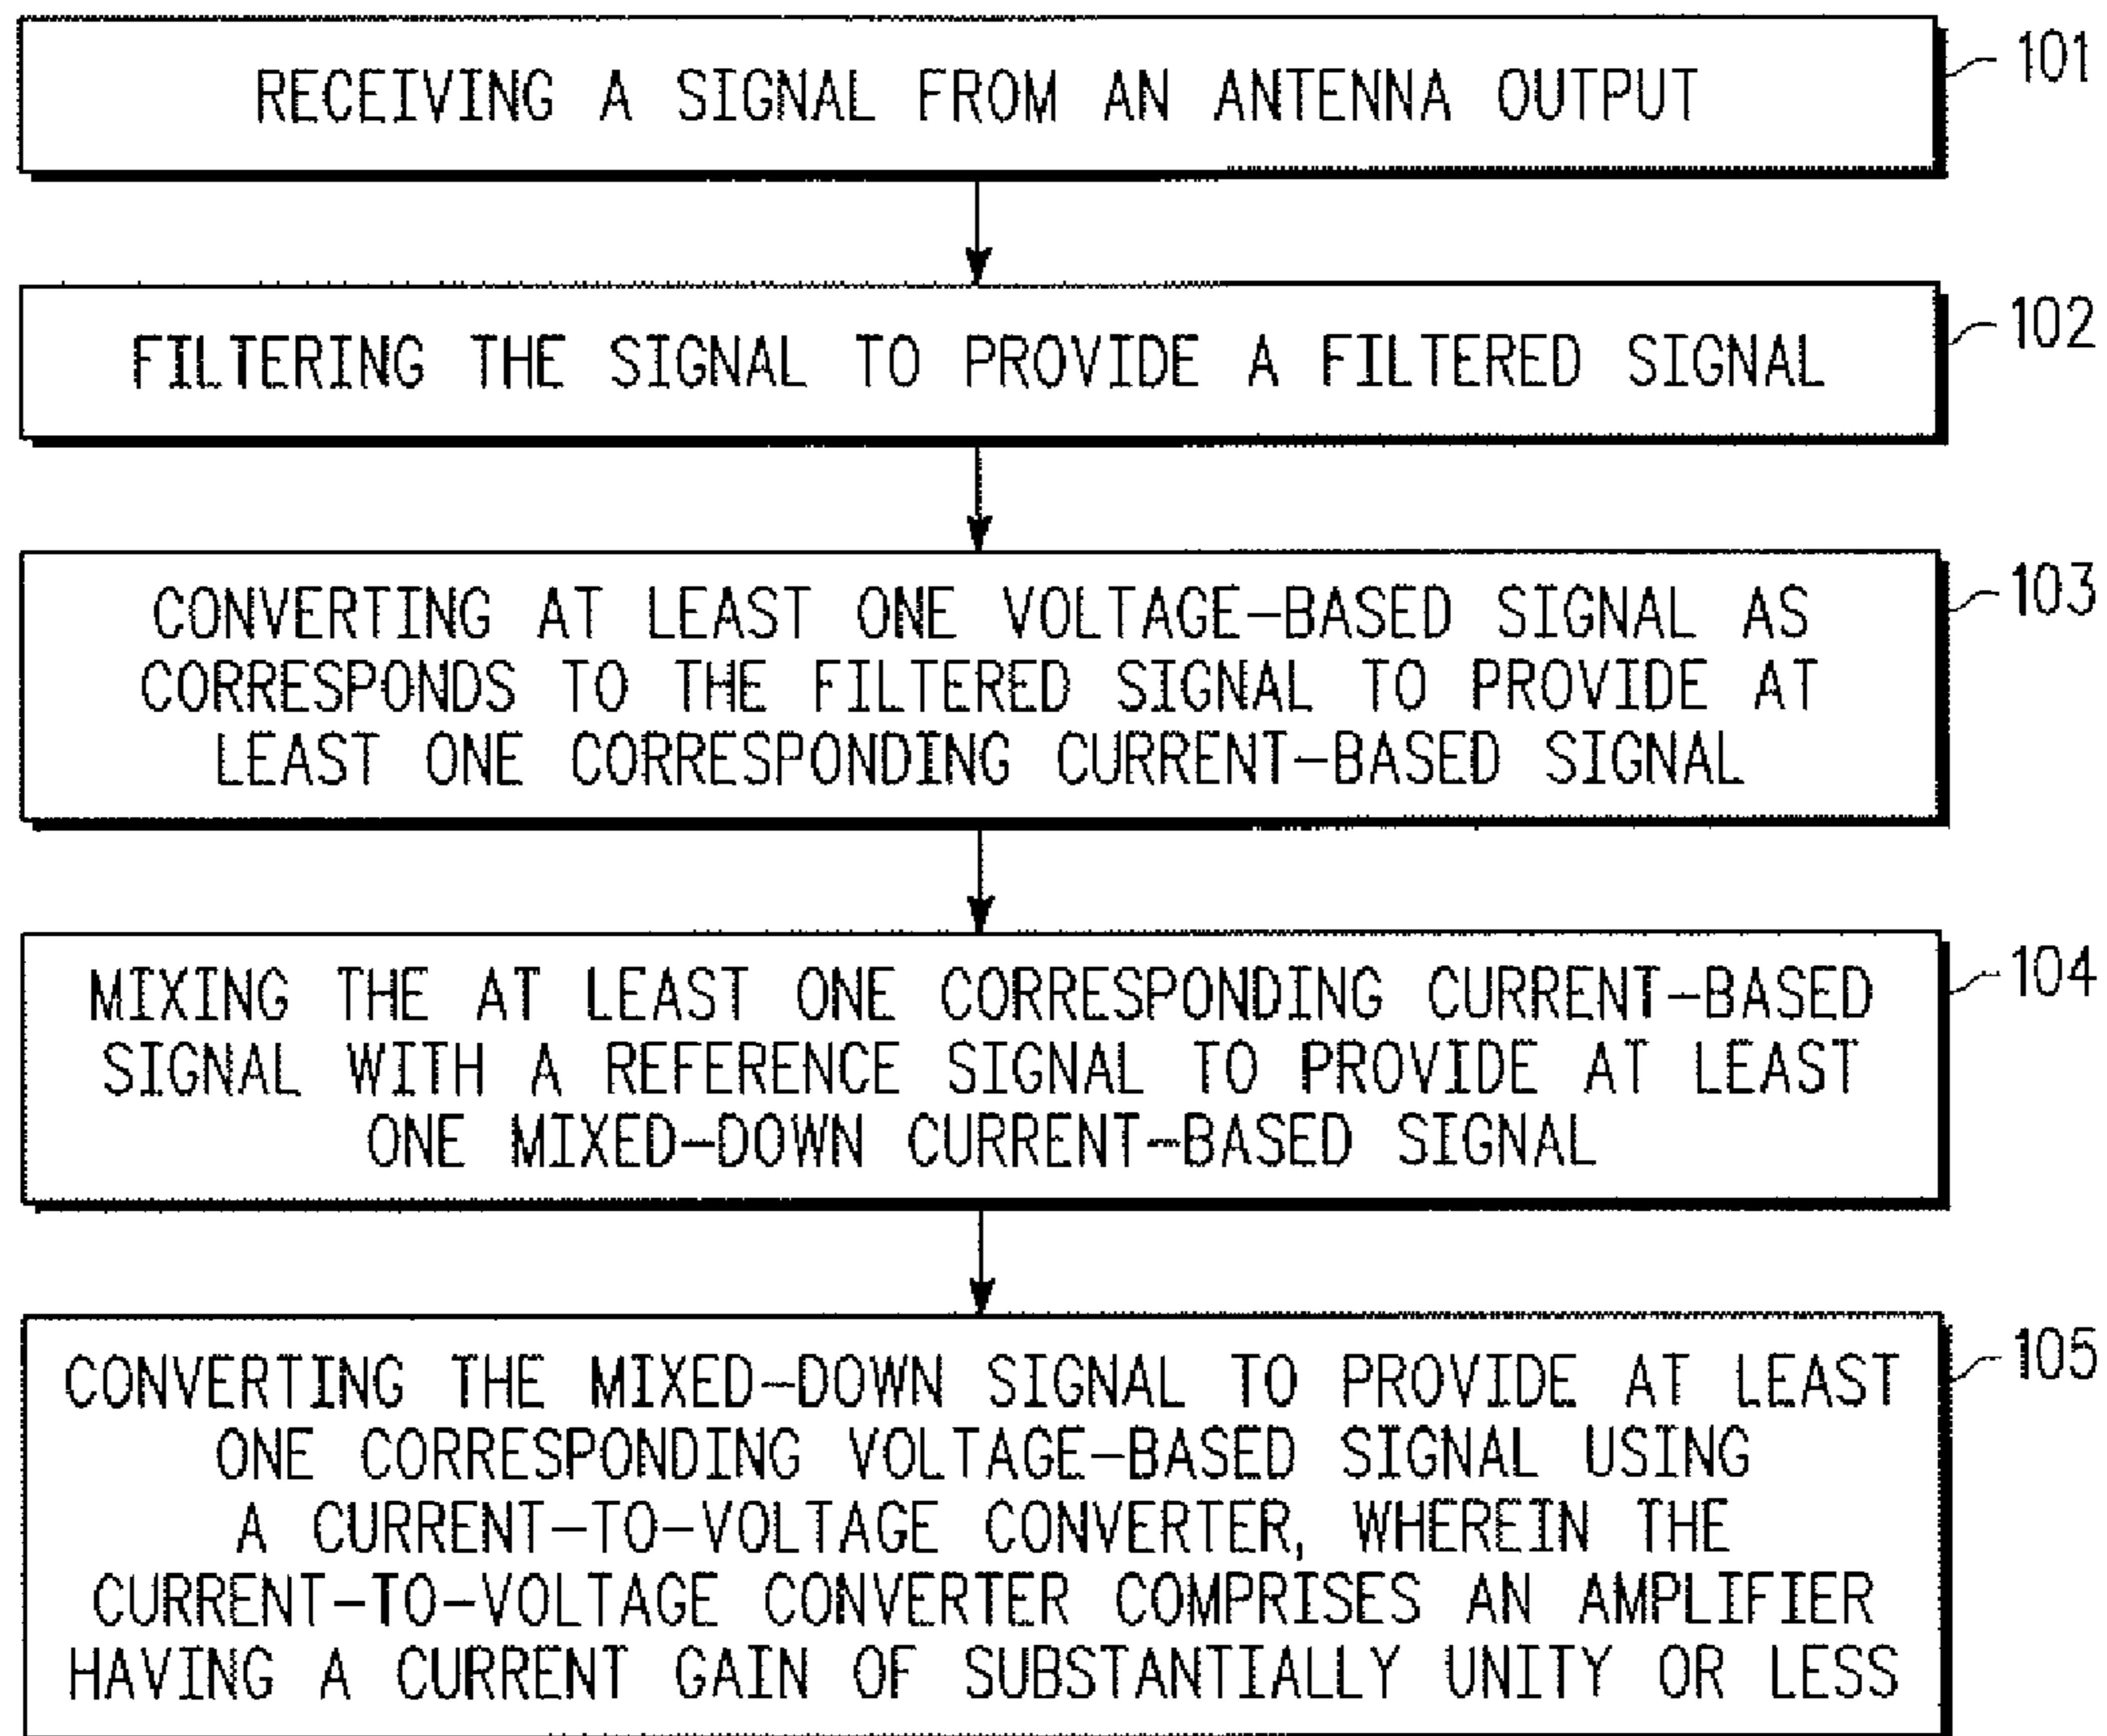 RECEIVING A SIGNAL FROM AN ANTENNA OUTPUT
101
FILTERING THE SIGNAL TO PROVIDE A FILTERED SIGNAL
102
CONVERTING AT LEAST ONE VOLTAGE-BASED SIGNAL AS
CORRESPONDS TO THE FILTERED SIGNAL TO PROVIDE AT
LEAST ONE CORRESPONDING CURRENT-BASED SIGNAL
103
MIXING THE AT LEAST ONE CORRESPONDING CURRENT-BASED
SIGNAL WITH A REFERENCE SIGNAL TO PROVIDE AT LEAST
ONE MIXED-DOWN CURRENT-BASED SIGNAL
104
CONVERTING THE MIXED-DOWN SIGNAL TO PROVIDE AT LEAST
ONE CORRESPONDING VOLTAGE-BASED SIGNAL USING
A CURRENT-TO-VOLTAGE CONVERTER, WHEREIN THE
CURRENT-TO-VOLTAGE CONVERTER COMPRISES AN AMPLIFIER
HAVING A CURRENT GAIN OF SUBSTANTIALLY UNITY OR LESS
105